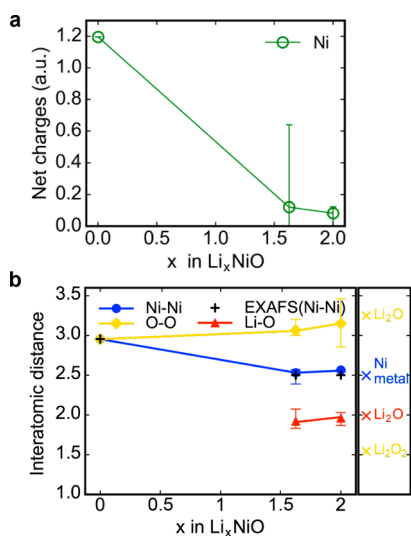 a
Ni
Net charges (a.u.)
1.2
1.0
0.8
0.6
0.4
0.2
0.0
0.0 0.5 1.0 1.5 2.0
x in LixNiO
b
Ni-Ni + EXAFS(Ni-Ni)
O-O Li-O
Interatomic distance
3.5
3.0
2.5
2.0
1.5
1.0
0.0 0.5 1.0 1.5 2
x in LixNiO
×Li₂O
Ni
×metal
×Li₂O
×Li₂O₂